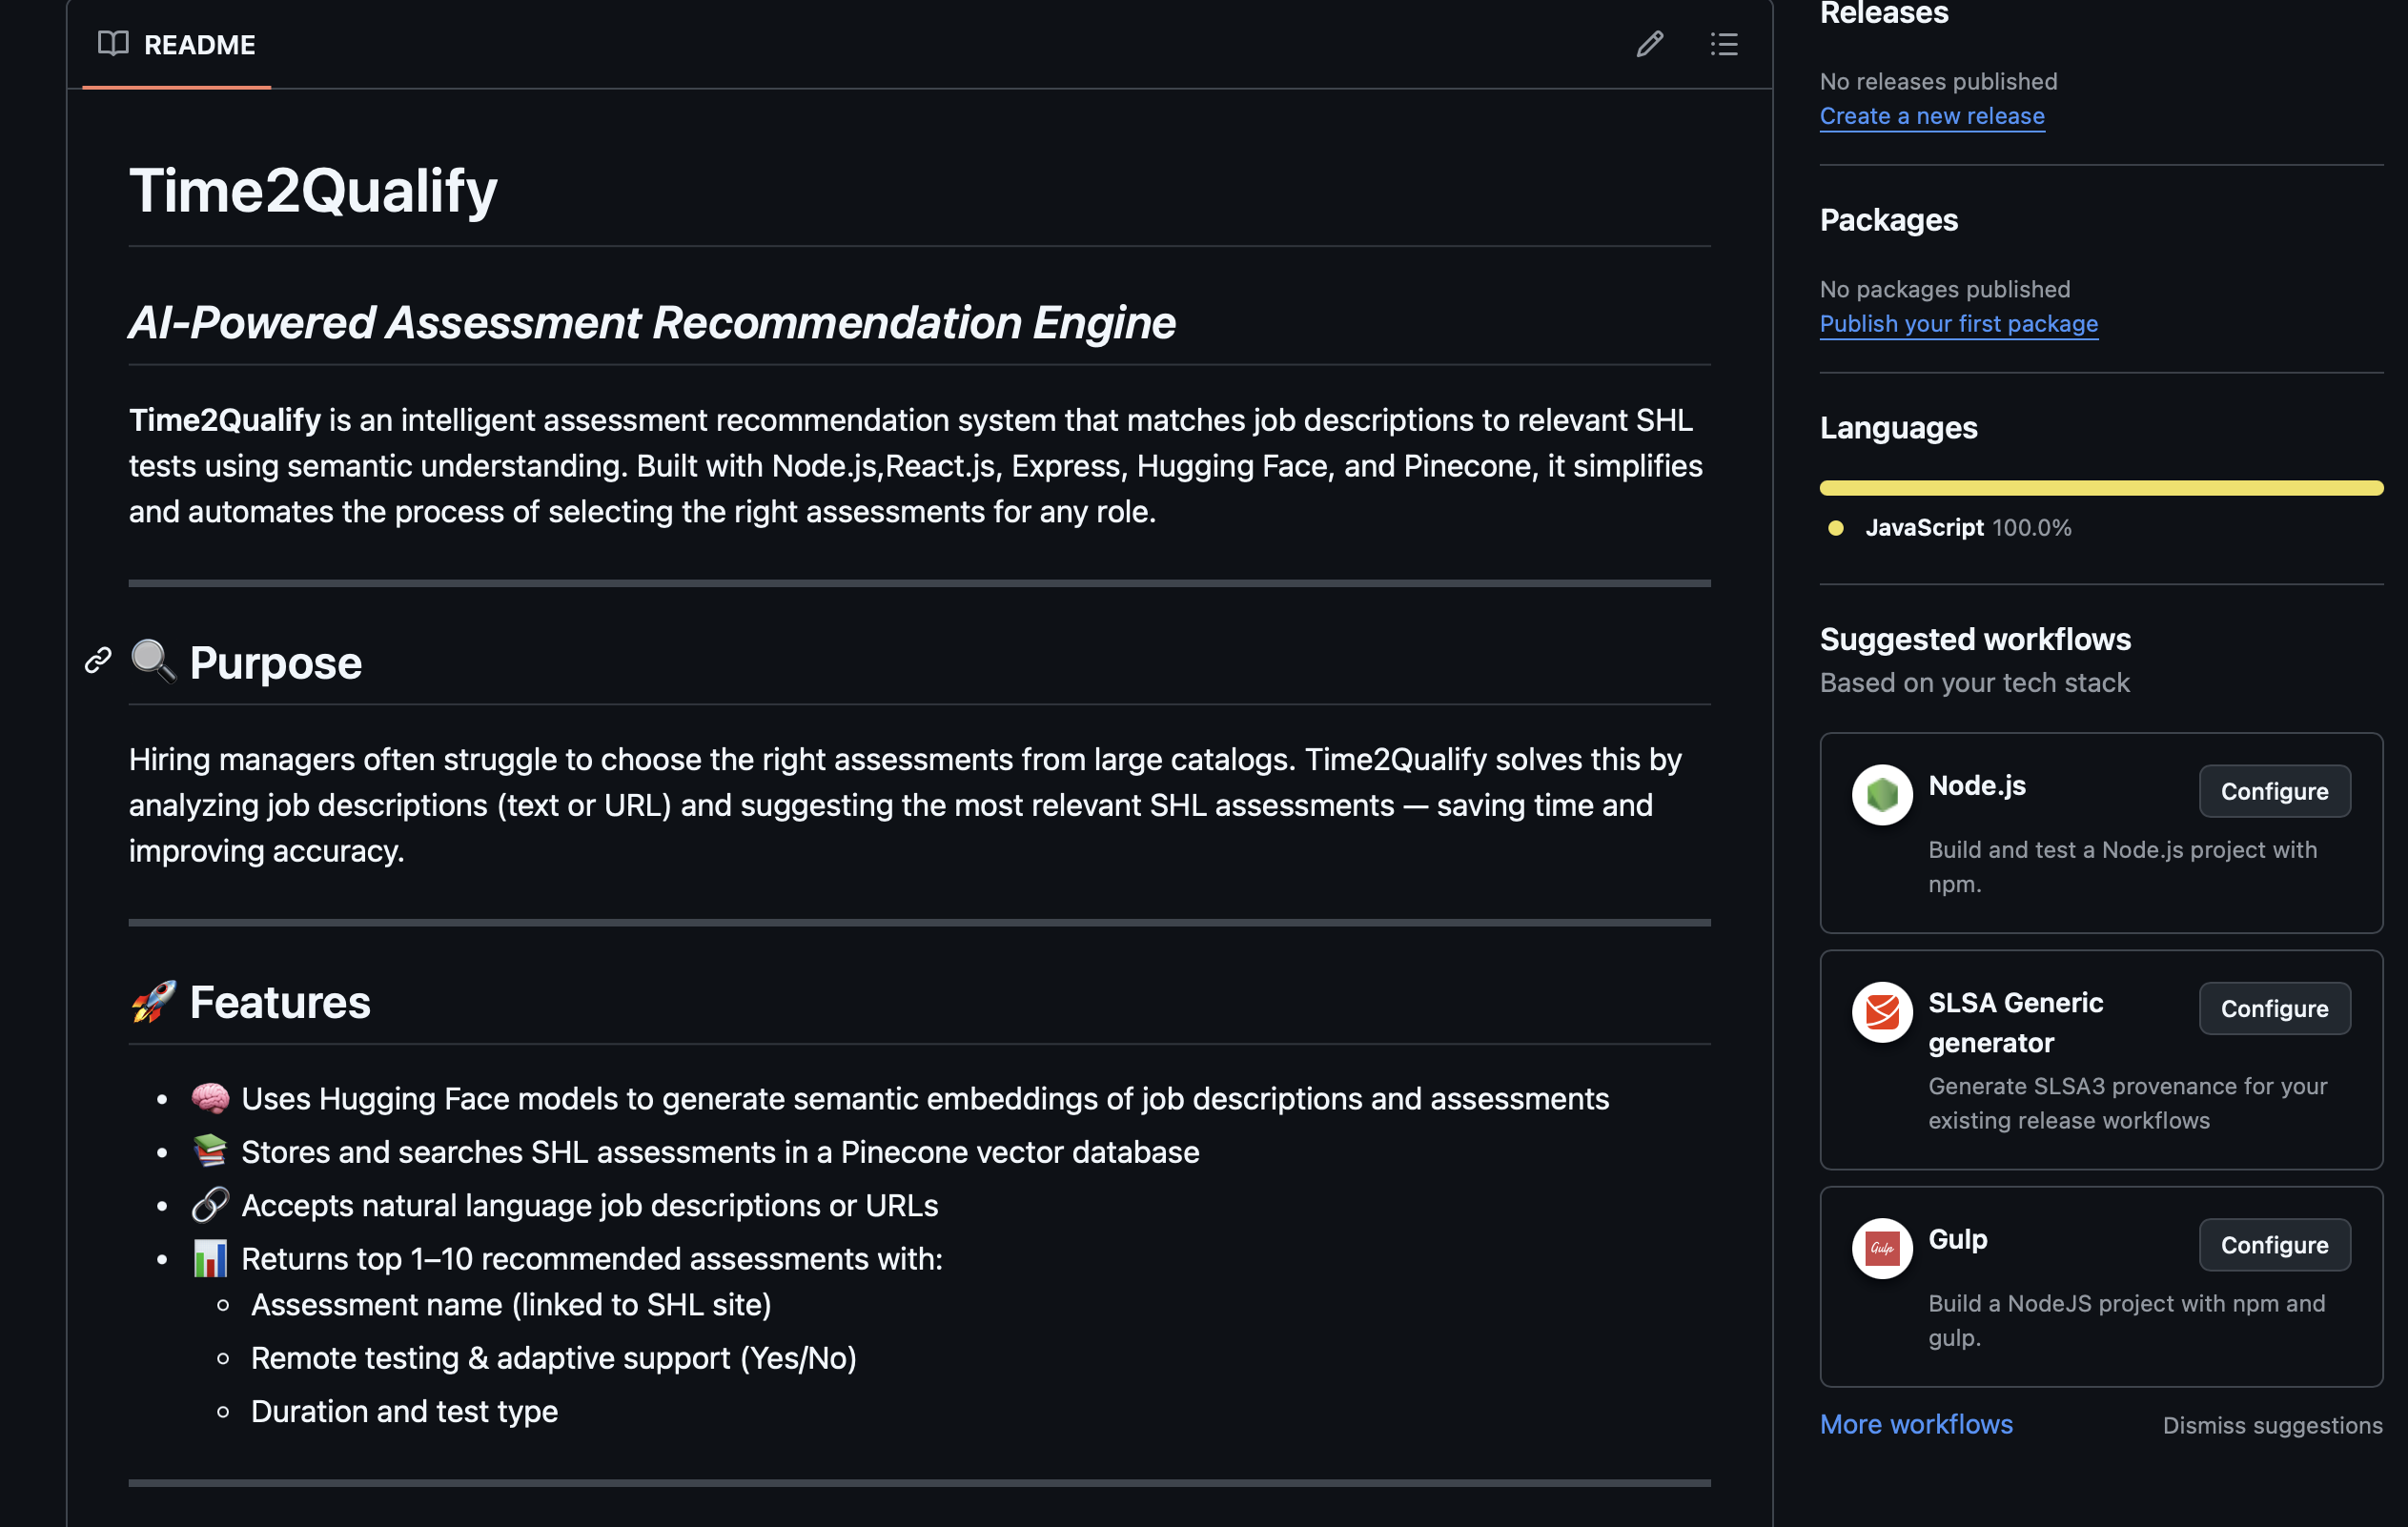 README
Time2Qualify
AI-Powered Assessment Recommendation Engine
Time2Qualify is an intelligent assessment recommendation system that matches job descriptions to relevant SHL
tests using semantic understanding. Built with Node.js,React.js, Express, Hugging Face, and Pinecone, it simplifies
and automates the process of selecting the right assessments for any role.
🔍 Purpose
Hiring managers often struggle to choose the right assessments from large catalogs. Time2Qualify solves this by
analyzing job descriptions (text or URL) and suggesting the most relevant SHL assessments — saving time and
improving accuracy.
🚀 Features
• 🧠 Uses Hugging Face models to generate semantic embeddings of job descriptions and assessments
• 📚 Stores and searches SHL assessments in a Pinecone vector database
• 🔗 Accepts natural language job descriptions or URLs
• 📊 Returns top 1–10 recommended assessments with:
◦ Assessment name (linked to SHL site)
◦ Remote testing & adaptive support (Yes/No)
◦ Duration and test type
Releases
No releases published
Create a new release
Packages
No packages published
Publish your first package
Languages
JavaScript 100.0%
Suggested workflows
Based on your tech stack
Node.js
Configure
Build and test a Node.js project with
npm.
SLSA Generic
generator
Configure
Generate SLSA3 provenance for your
existing release workflows
Gulp
Gulp
Configure
Build a NodeJS project with npm and
gulp.
More workflows
Dismiss suggestions